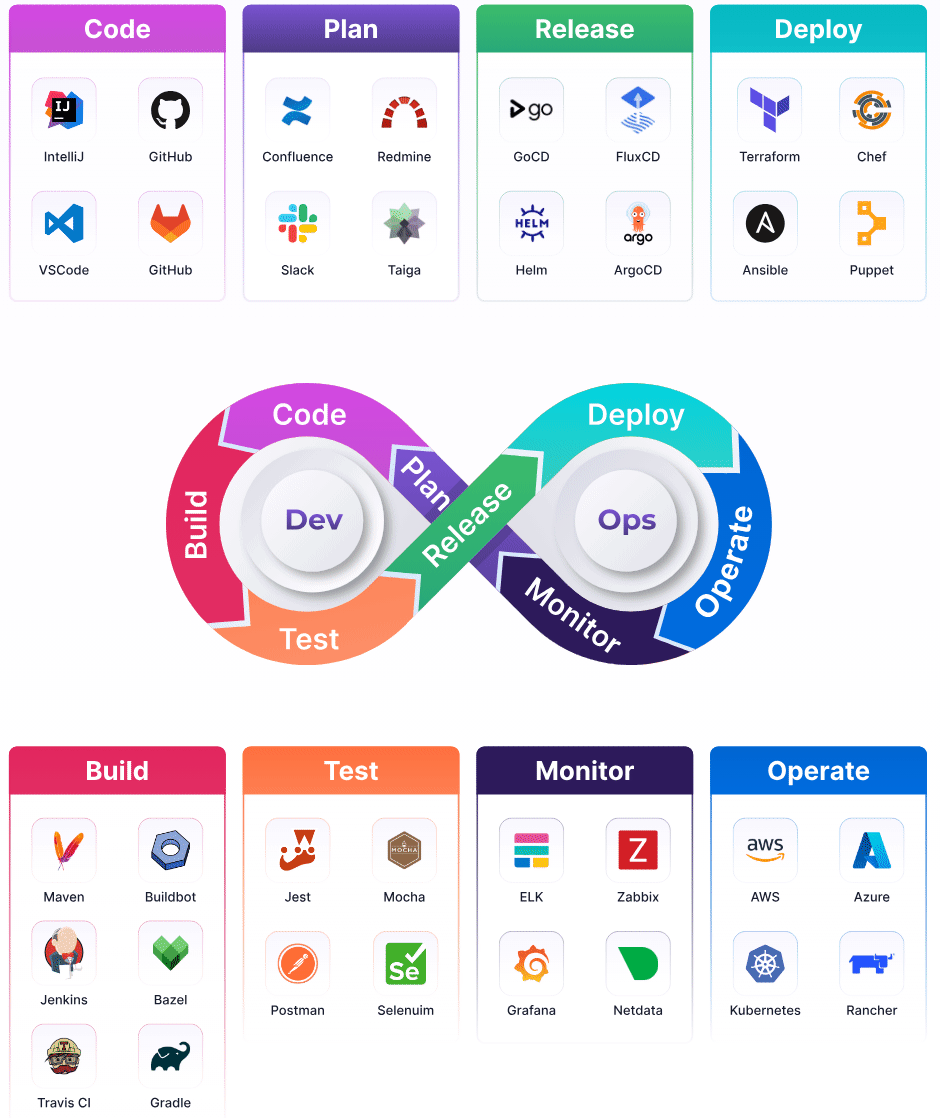 Code
Plan
Release
Deploy
IJ
go
IntelliJ
GitHub
Confluence
Redmine
GoCD
FluxCD
Terraform
Chef
HELM
argo
VSCode
GitHub
Slack
Taiga
Helm
ArgoCD
Ansible
Puppet
Code
Deploy
Plan
Release
Build
Dev
Ops
Operate
Test
Monitor
Build
Test
Monitor
Operate
MOCHA
Z
aws
Maven
Buildbot
Jest
Mocha
ELK
Zabbix
AWS
Azure
Se
Jenkins
Bazel
Postman
Selenuim
Grafana
Netdata
Kubernetes
Rancher
T
Travis CI
Gradle